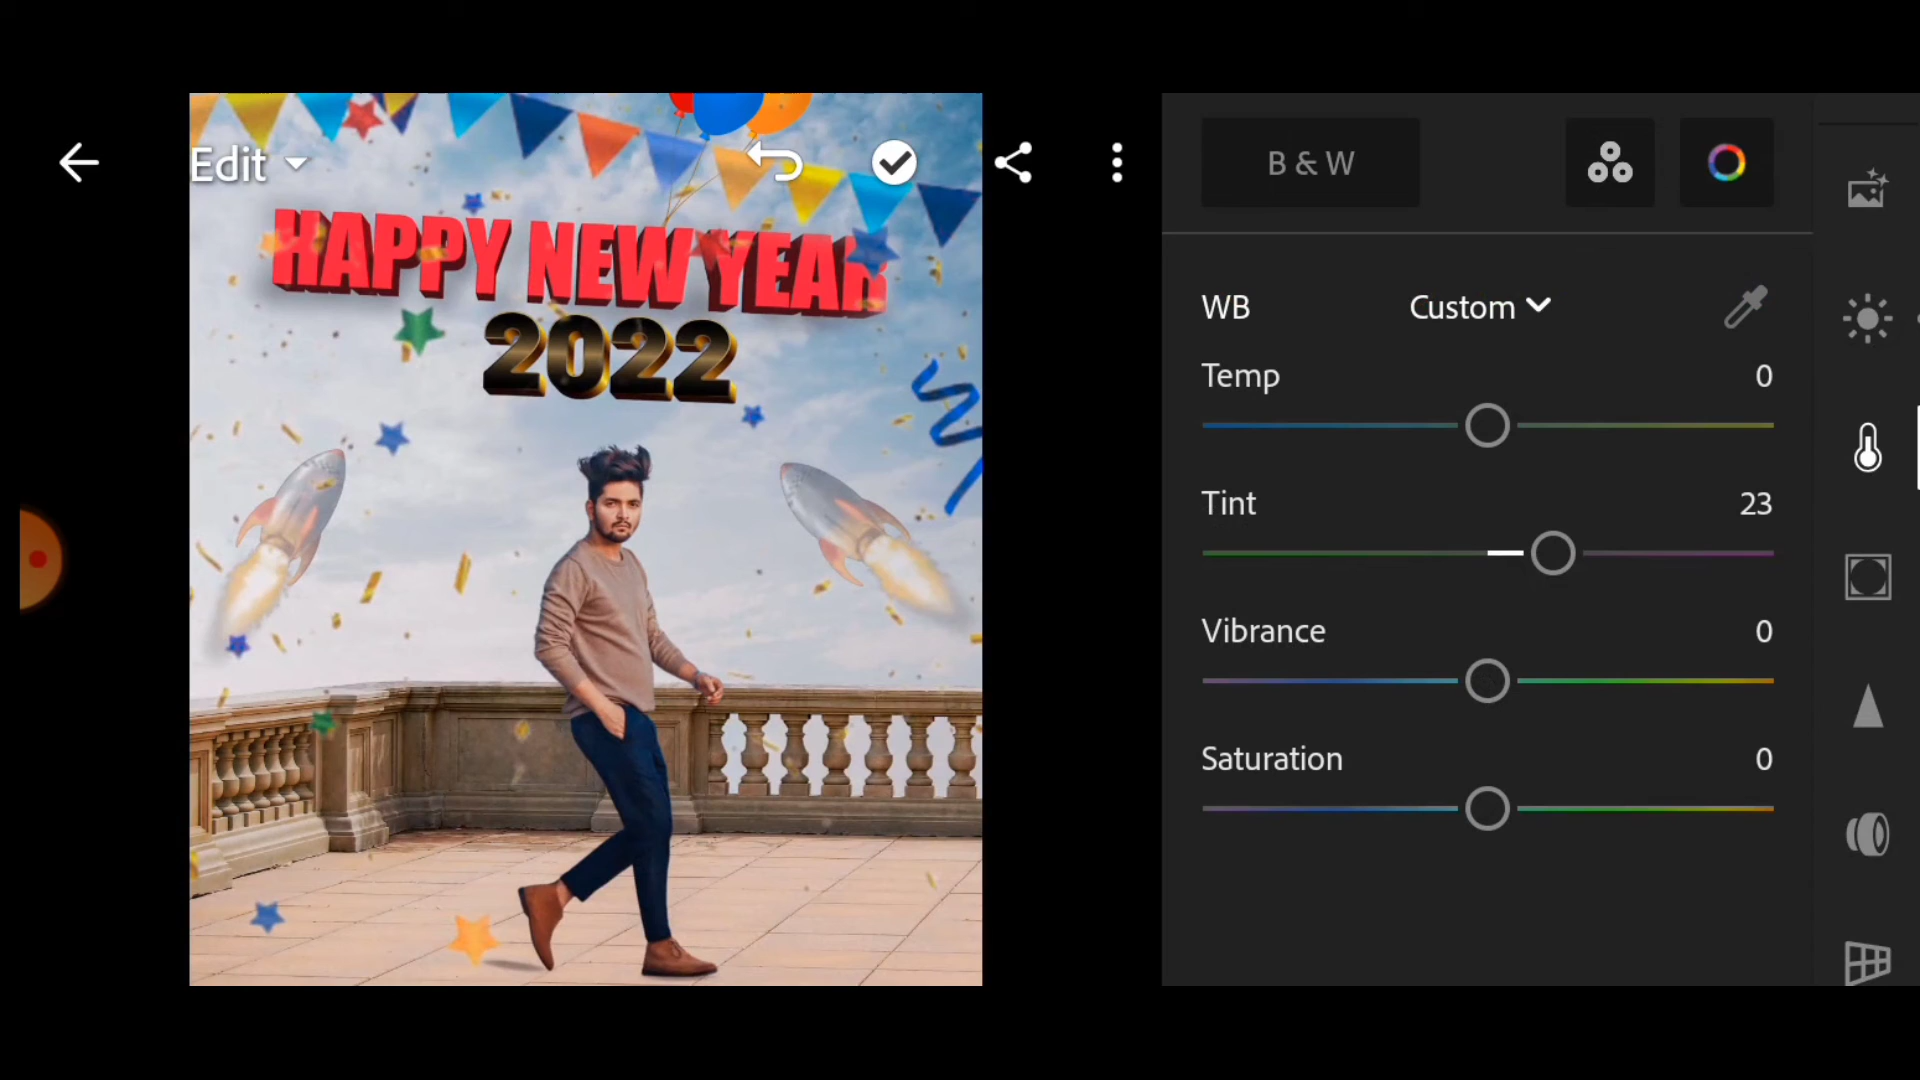 Edit
HAPPY NEW YEAR
2022
B & W
WB Custom
Temp 0
Tint 23
Vibrance 0
Saturation 0